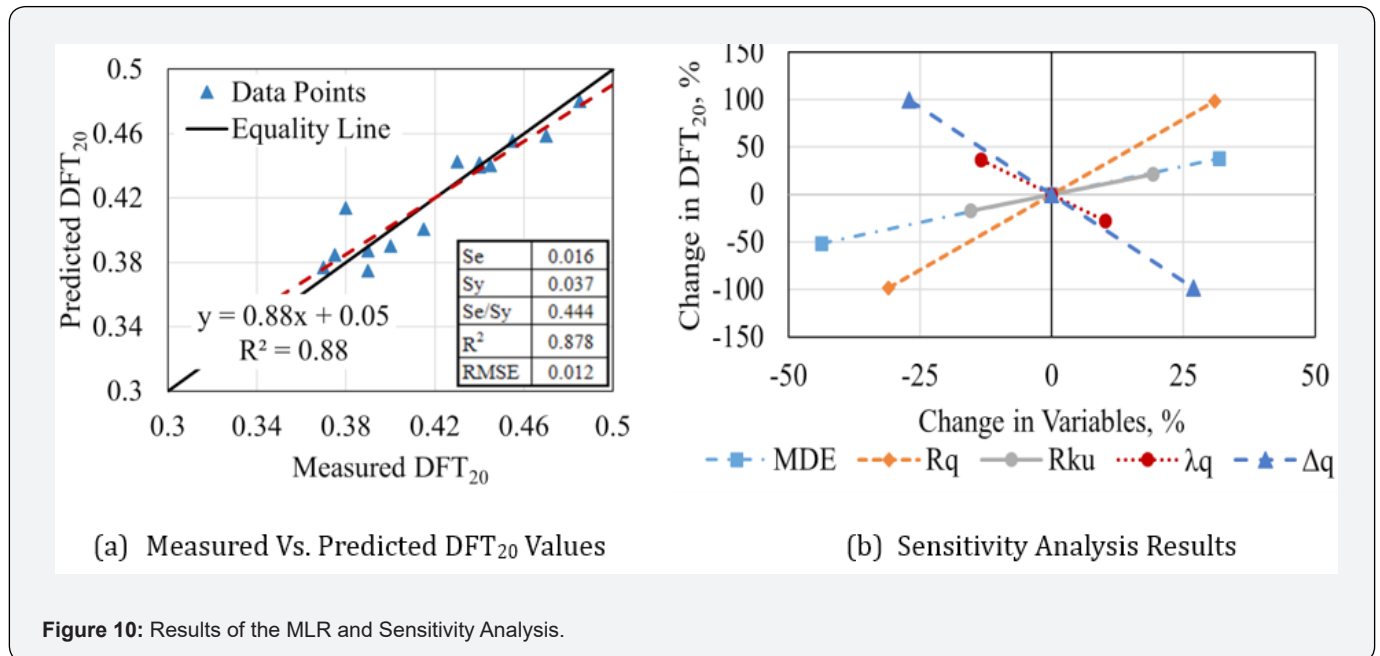 0.5
0.46
0.42
0.38
0.34
0.3
Predicted DFT20
Data Points
Equality Line
y = 0.88x + 0.05
R² = 0.88
Se 0.016
Sy 0.037
Se/Sy 0.444
R² 0.878
RMSE 0.012
0.3 0.34 0.38 0.42 0.46 0.5
Measured DFT20
(a) Measured Vs. Predicted DFT20 Values
150
100
50
0
-50
-100
-150
Change in DFT20, %
-50 -25 0 25 50
Change in Variables, %
MDE Rq Rku λq Δq
(b) Sensitivity Analysis Results
Figure 10: Results of the MLR and Sensitivity Analysis.